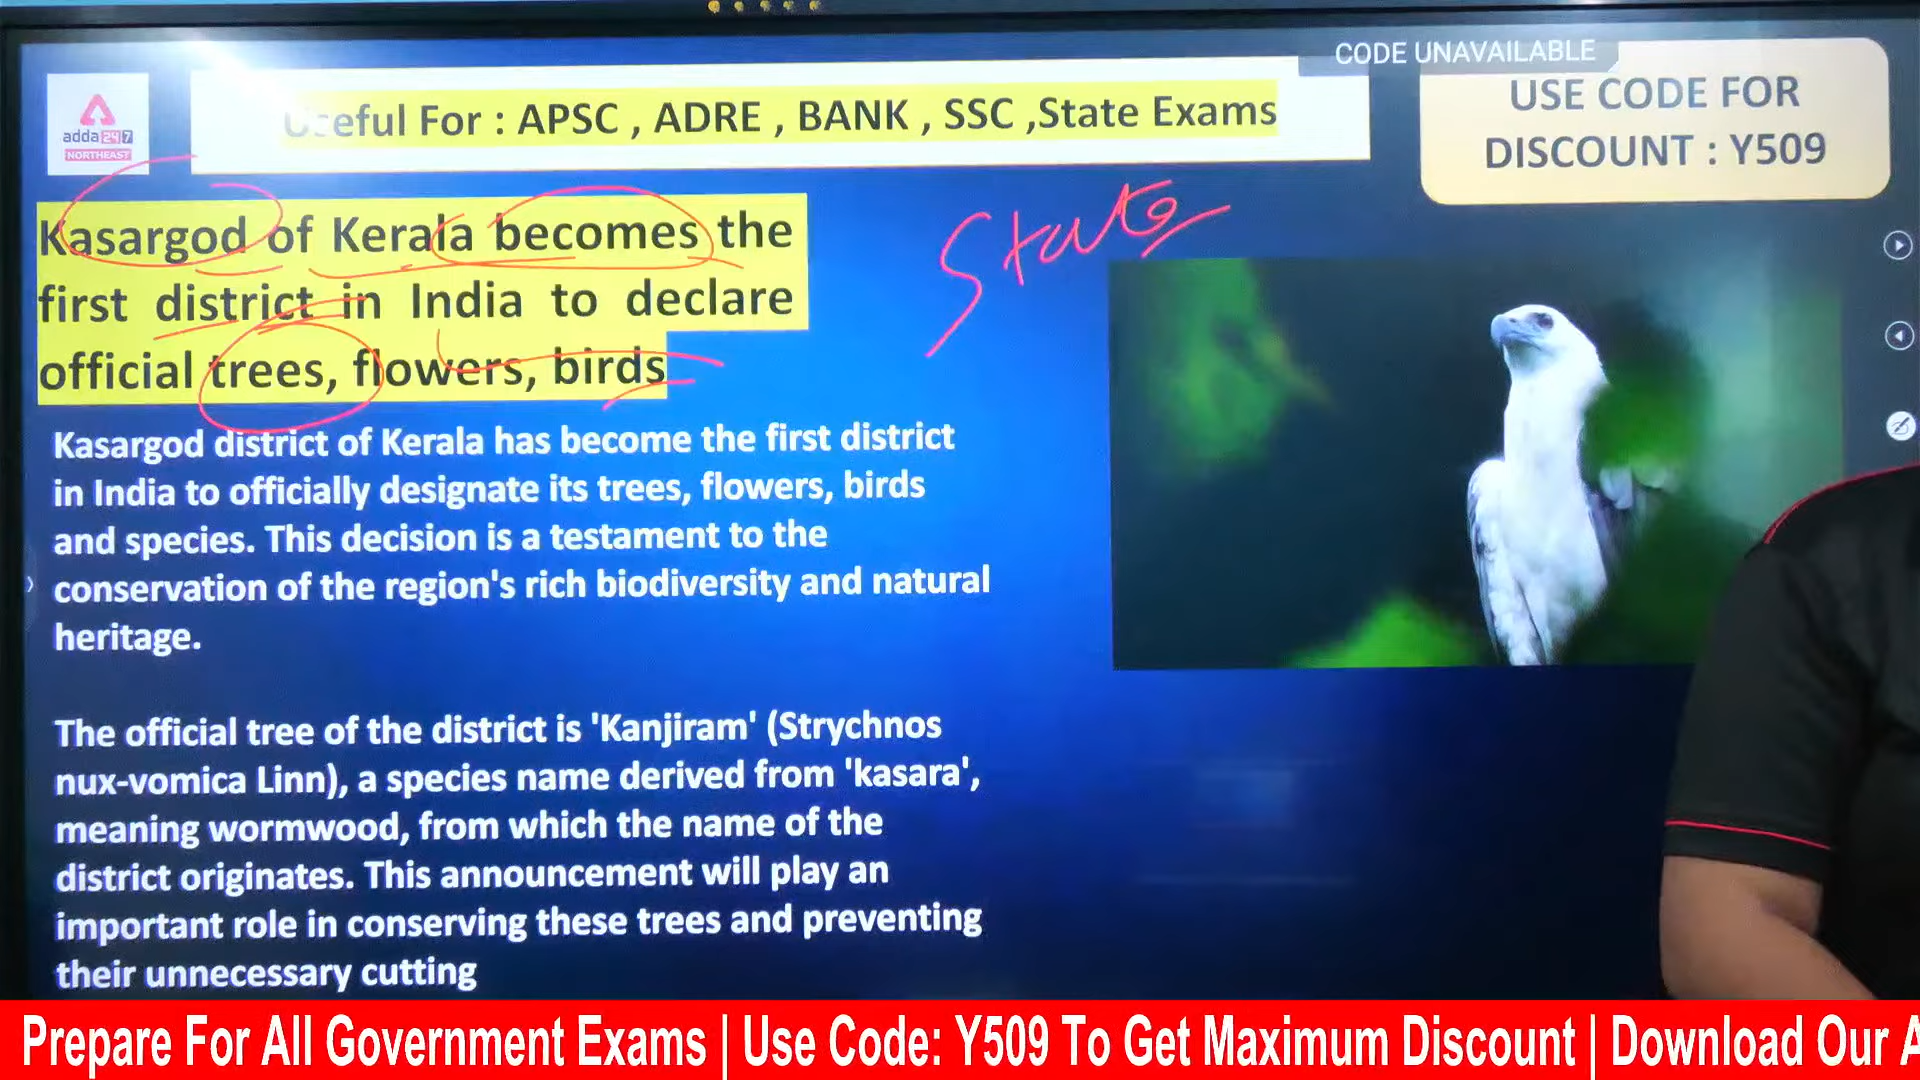 CODE UNAVAILABLE
USE CODE FOR
DISCOUNT : Y509
adda247
NORTHEAST
Useful For : APSC , ADRE , BANK , SSC ,State Exams
State
Kasargod of Kerala becomes the
first district in India to declare
official trees, flowers, birds
Kasargod district of Kerala has become the first district
in India to officially designate its trees, flowers, birds
and species. This decision is a testament to the
conservation of the region's rich biodiversity and natural
heritage.
The official tree of the district is 'Kanjiram' (Strychnos
nux-vomica Linn), a species name derived from 'kasara',
meaning wormwood, from which the name of the
district originates. This announcement will play an
important role in conserving these trees and preventing
their unnecessary cutting
Prepare For All Government Exams | Use Code: Y509 To Get Maximum Discount | Download Our A